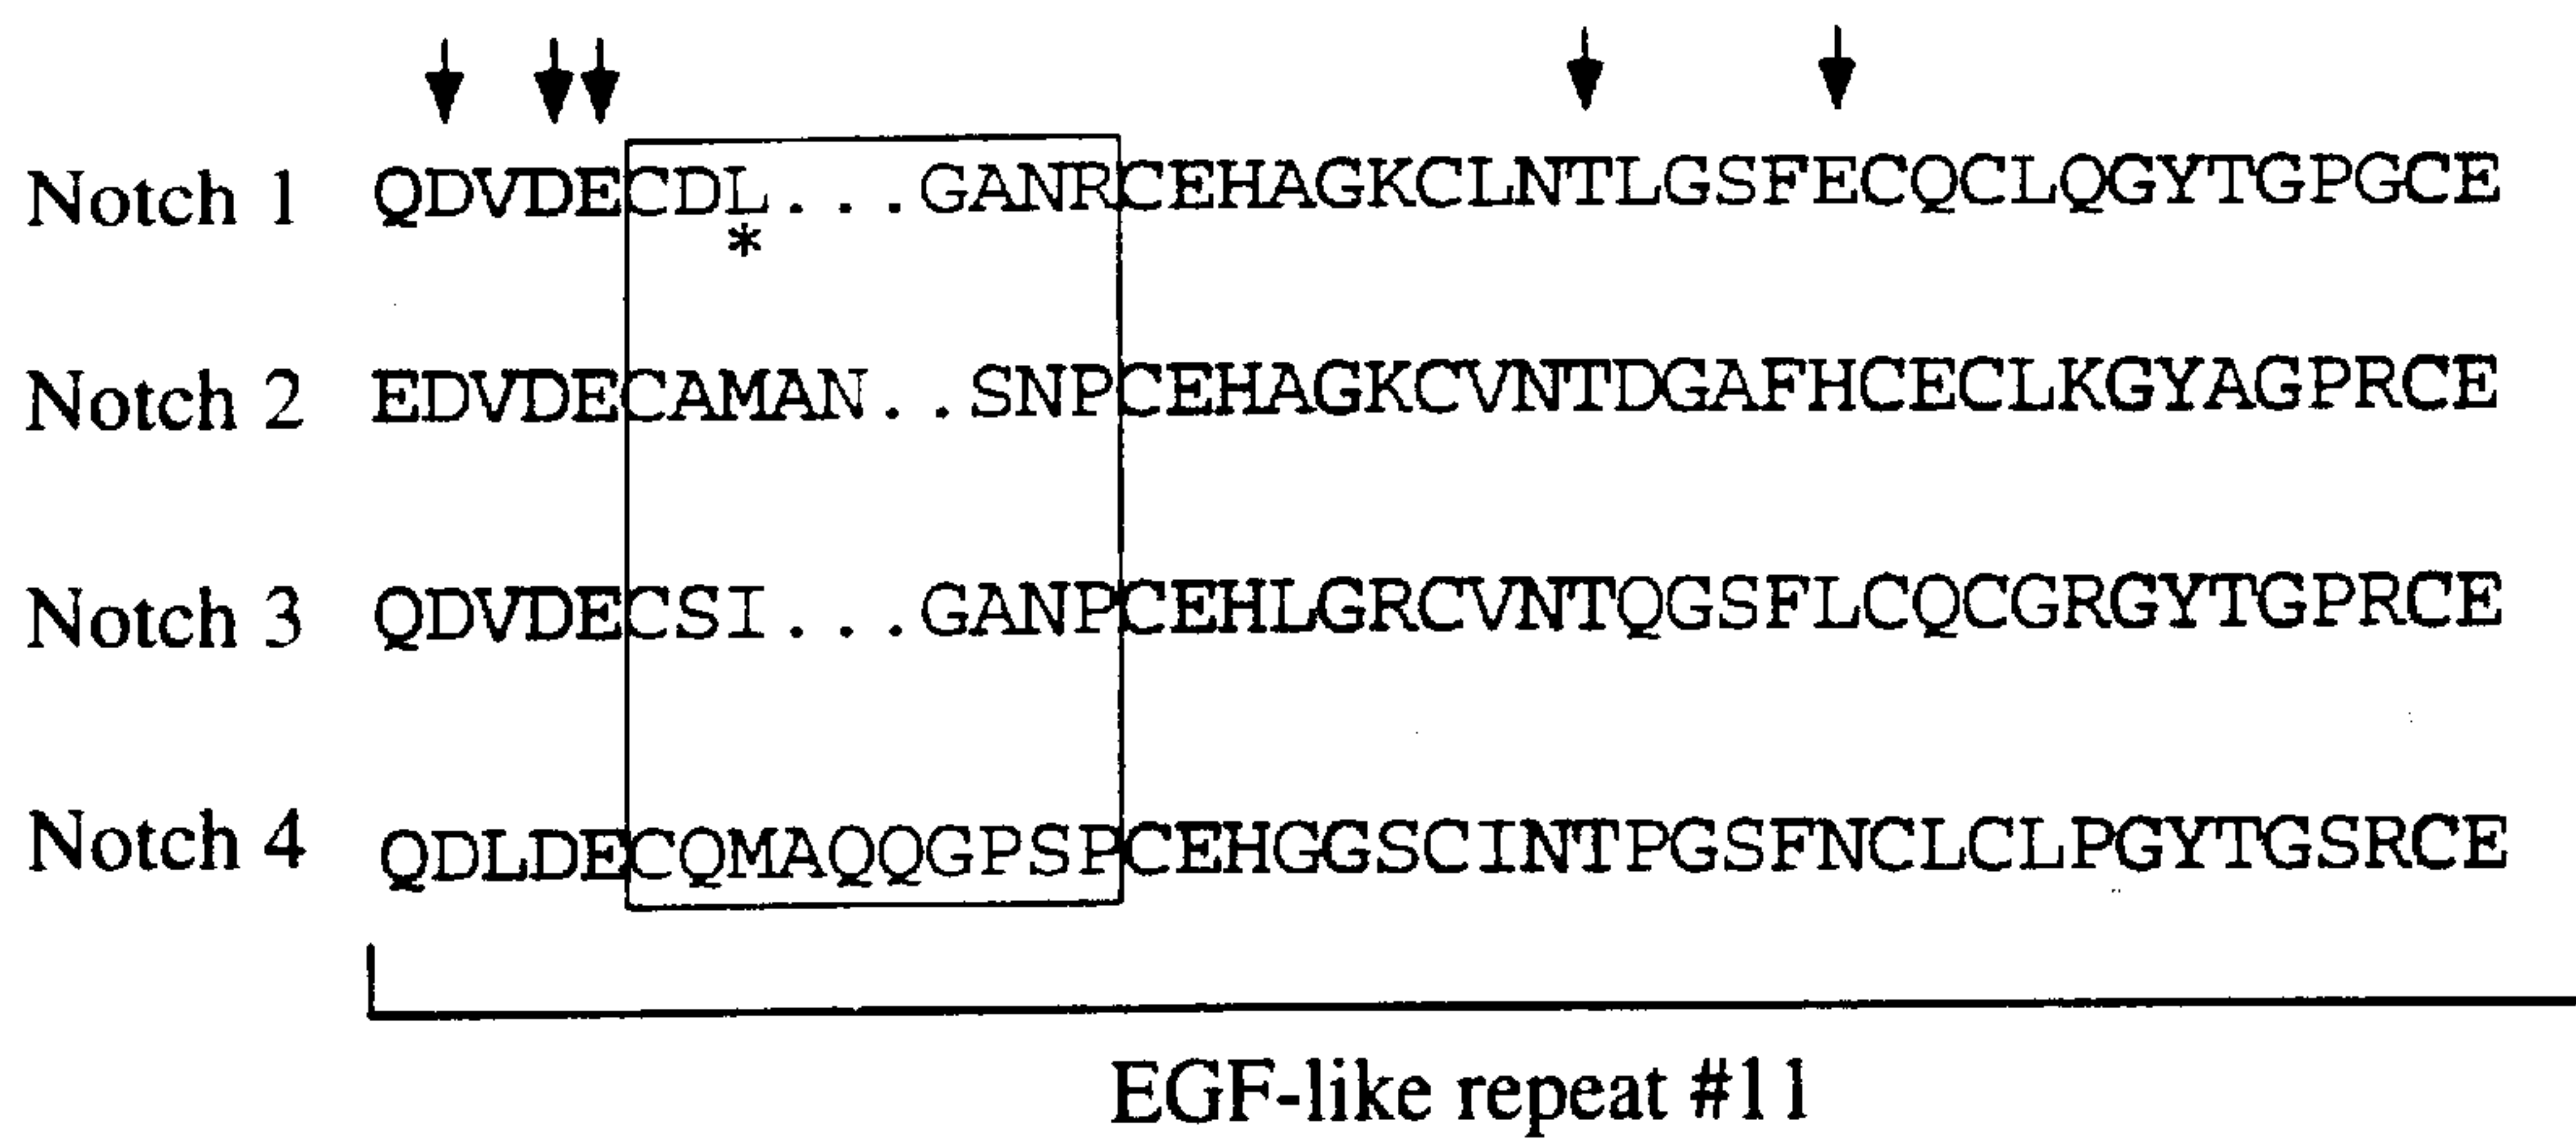 Notch 1 QDVDECDL...GANRCEHAGKCLNTLGSFECQCLQGYTGPGCE
*
Notch 2 EDVDECAMAN..SNPCEHAGKCVNTDGAFHCECLKGYAGPRCE
Notch 3 QDVDECSI...GANPCEHLGRCVNTQGSFLCQCGRGYTGPRCE
Notch 4 QDLDECQMAQQGPSPCEHGGSCINTPGSFNCLCLPGYTGSRCE
EGF-like repeat #11